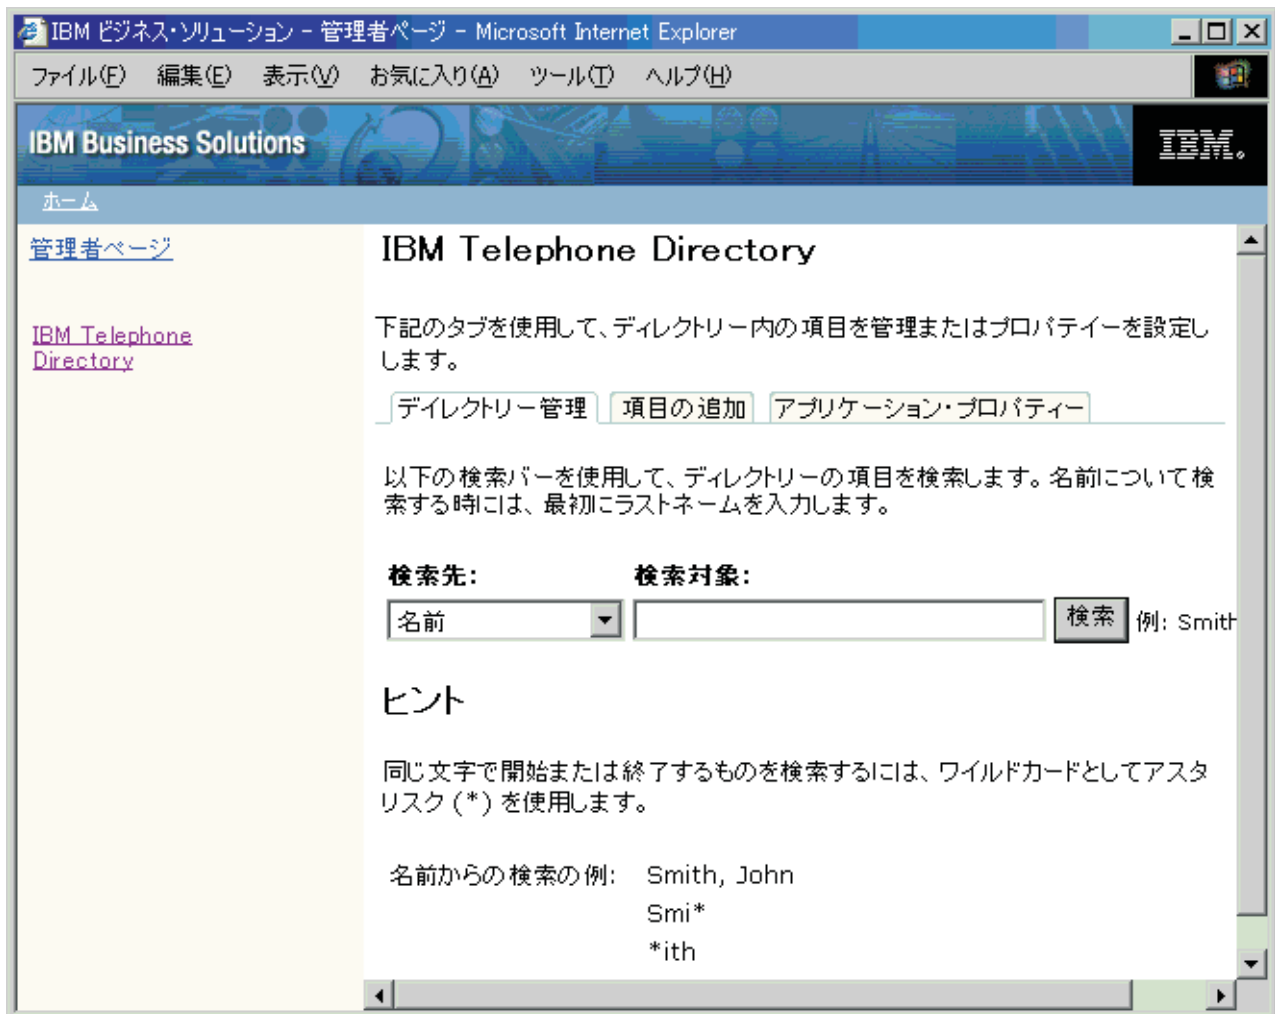 IBM ビジネス・ソリューション - 管理者ページ - Microsoft Internet Explorer
ファイル(F) 編集(E) 表示(V) お気に入り(A) ツール(T) ヘルプ(H)
IBM Business Solutions
IBM.
ホーム
管理者ページ
IBM Telephone
Directory
IBM Telephone Directory
下記のタブを使用して、ディレクトリー内の項目を管理またはプロパテイーを設定し
します。
デイレクトリー管理 項目の追加 アプリケーション・プロパティー
以下の検索バーを使用して、ディレクトリーの項目を検索します。名前について検
索する時には、最初にラストネームを入力します。
検索先: 検索対象:
名前 検索 例: Smith
ヒント
同じ文字で開始または終了するものを検索するには、ワイルドカードとしてアスタ
リスク (*) を使用します。
名前からの検索の例: Smith, John
Smi*
*ith